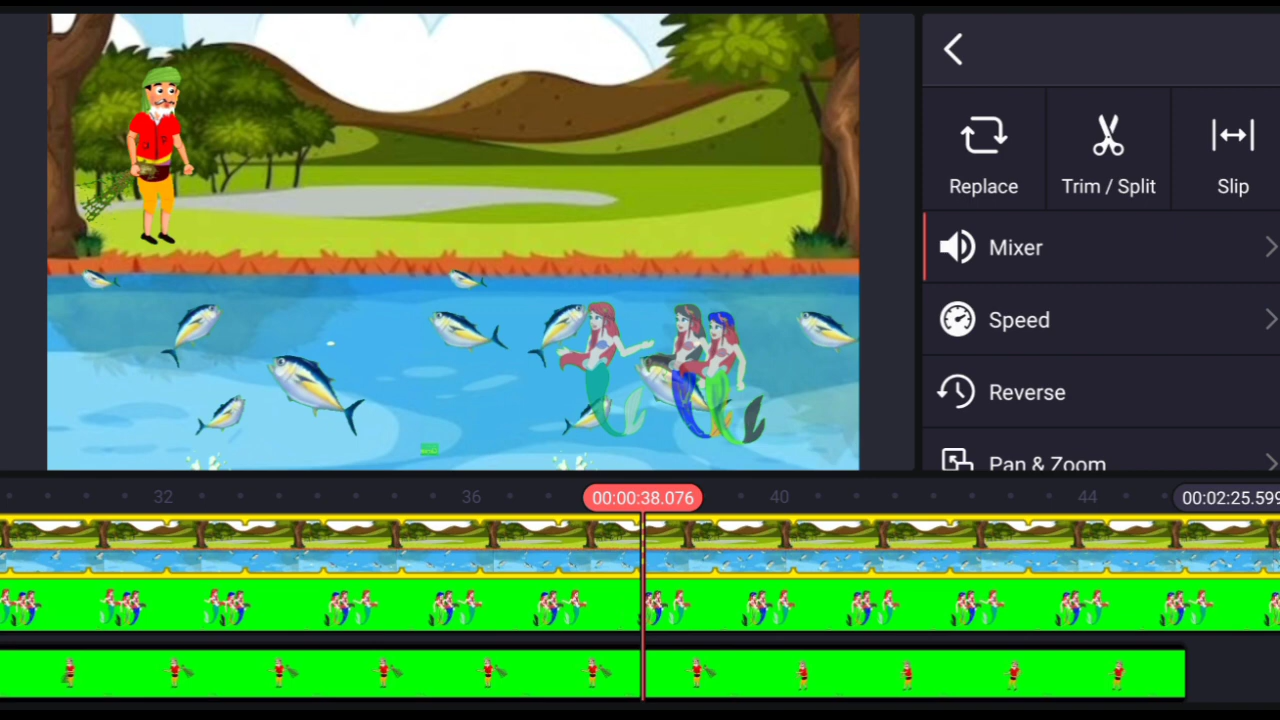 Replace
Trim / Split
Slip
Mixer
Speed
Reverse
Pan & Zoom
32
36
00:00:38.076
40
44
00:02:25.599